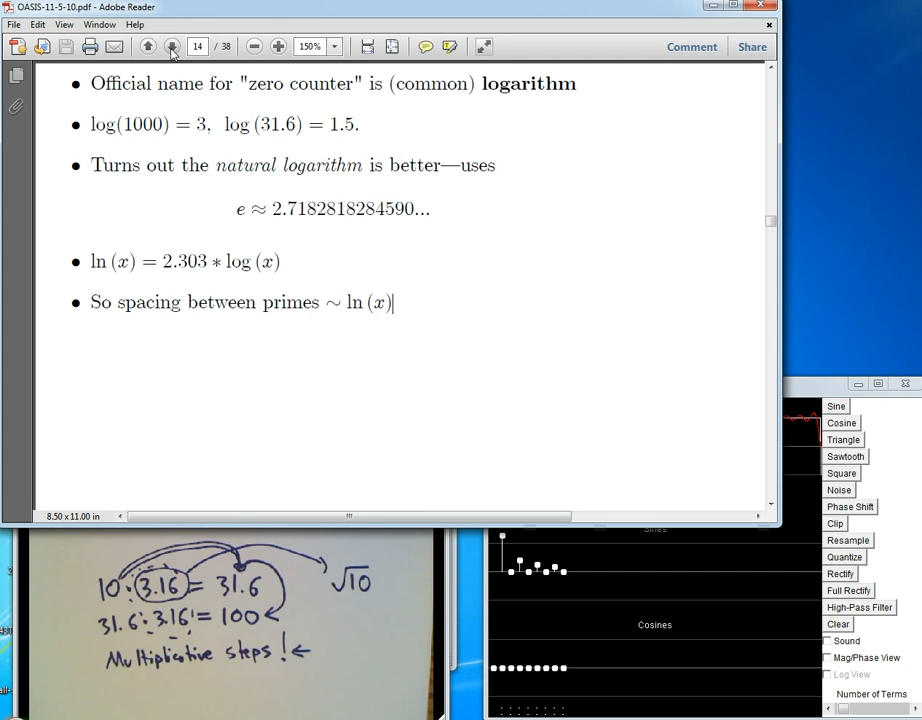 OASIS-11-5-10.pdf - Adobe Reader
File Edit View Window Help
14 / 38 150% Comment Share
• Official name for "zero counter" is (common) logarithm
• log(1000) = 3, log (31.6) = 1.5.
• Turns out the natural logarithm is better—uses
e ≈ 2.7182818284590...
• ln (x) = 2.303 * log (x)
• So spacing between primes ∼ ln (x)
8.50 x 11.00 in
10 · 3.16 = 31.6 √10
31.6 · 3.16 = 100 ←
Multiplicative steps ! ←
Sines
Cosines
Sine
Cosine
Triangle
Sawtooth
Square
Noise
Phase Shift
Clip
Resample
Quantize
Rectify
Full Rectify
High-Pass Filter
Clear
Sound
Mag/Phase View
Log View
Number of Terms